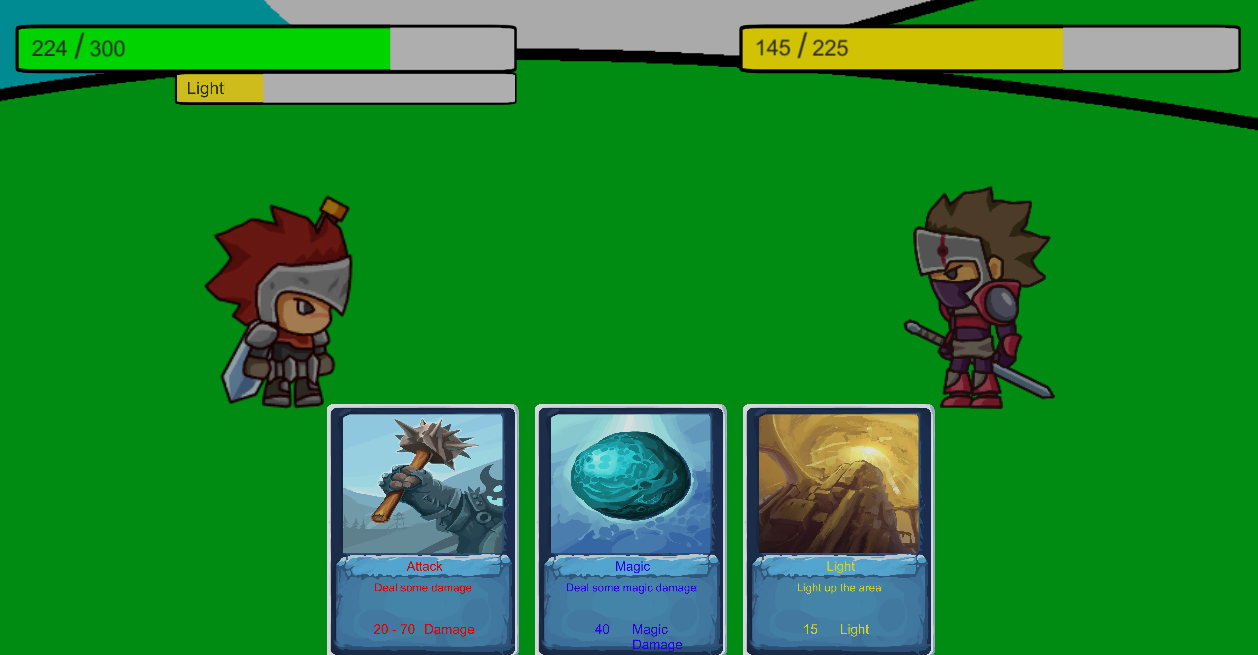 224 / 300
145 / 225
Light
Attack
Deal some damage
20 - 70 Damage
Magic
Deal some magic damage
40 Magic
Damage
Light
Light up the area
15 Light